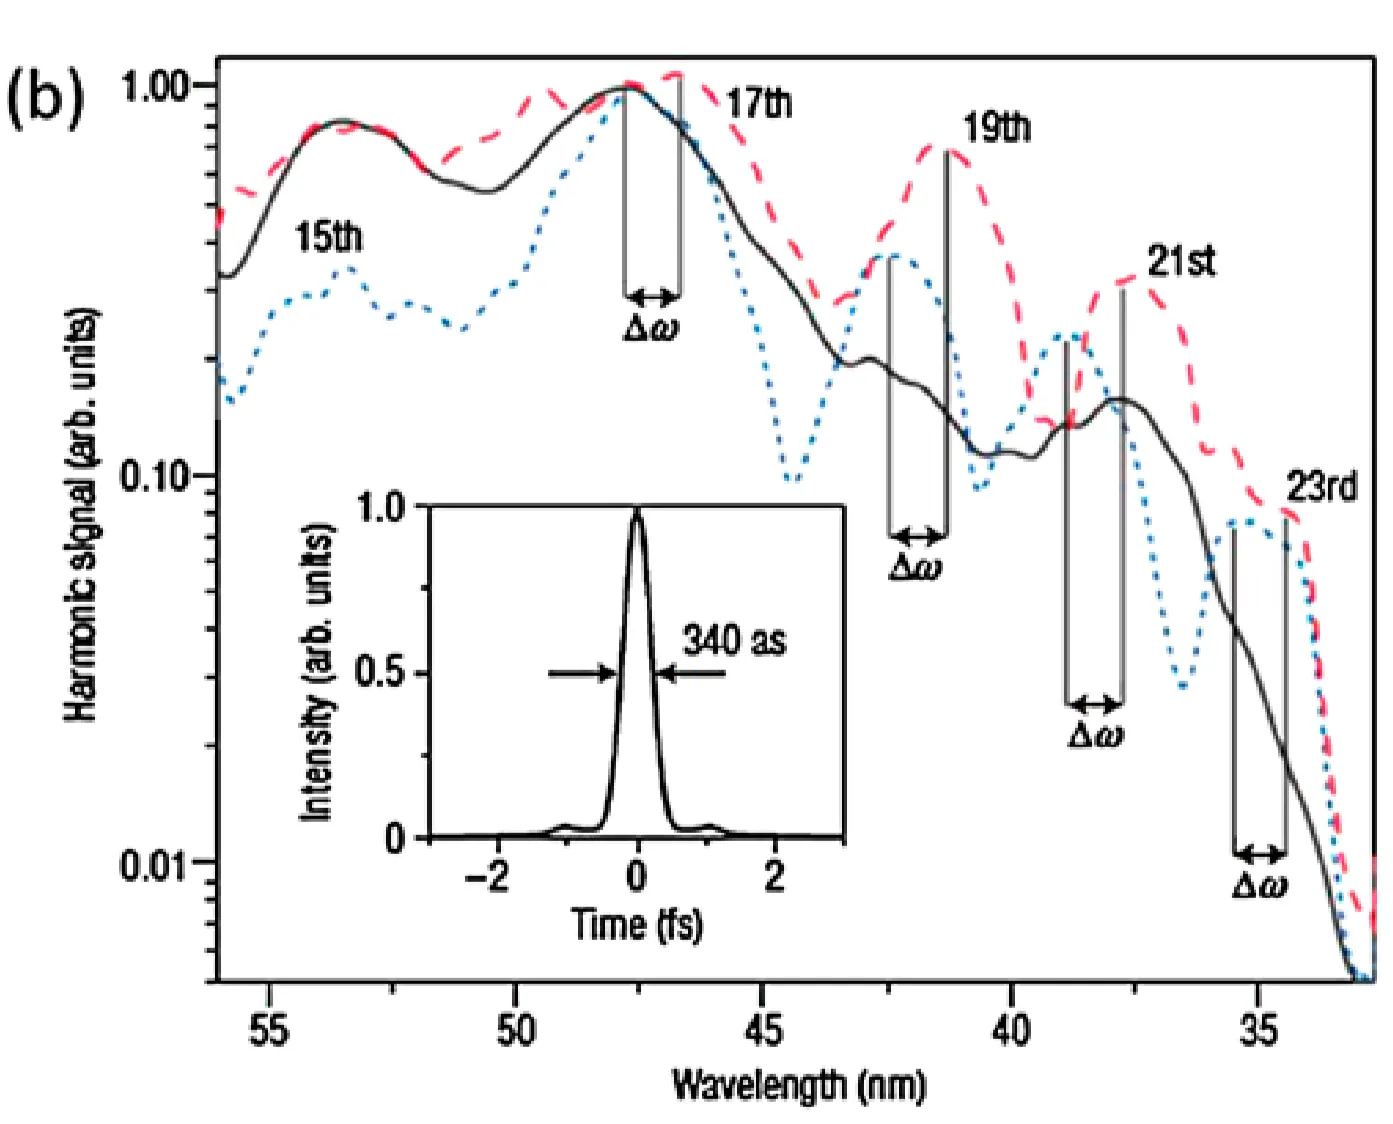 (b)
Harmonic signal (arb. units)
1.00
0.10
0.01
15th
17th
19th
21st
23rd
Δω
Δω
Δω
Δω
Intensity (arb. units)
1.0
0.5
0
340 as
−2 0 2
Time (fs)
55 50 45 40 35
Wavelength (nm)